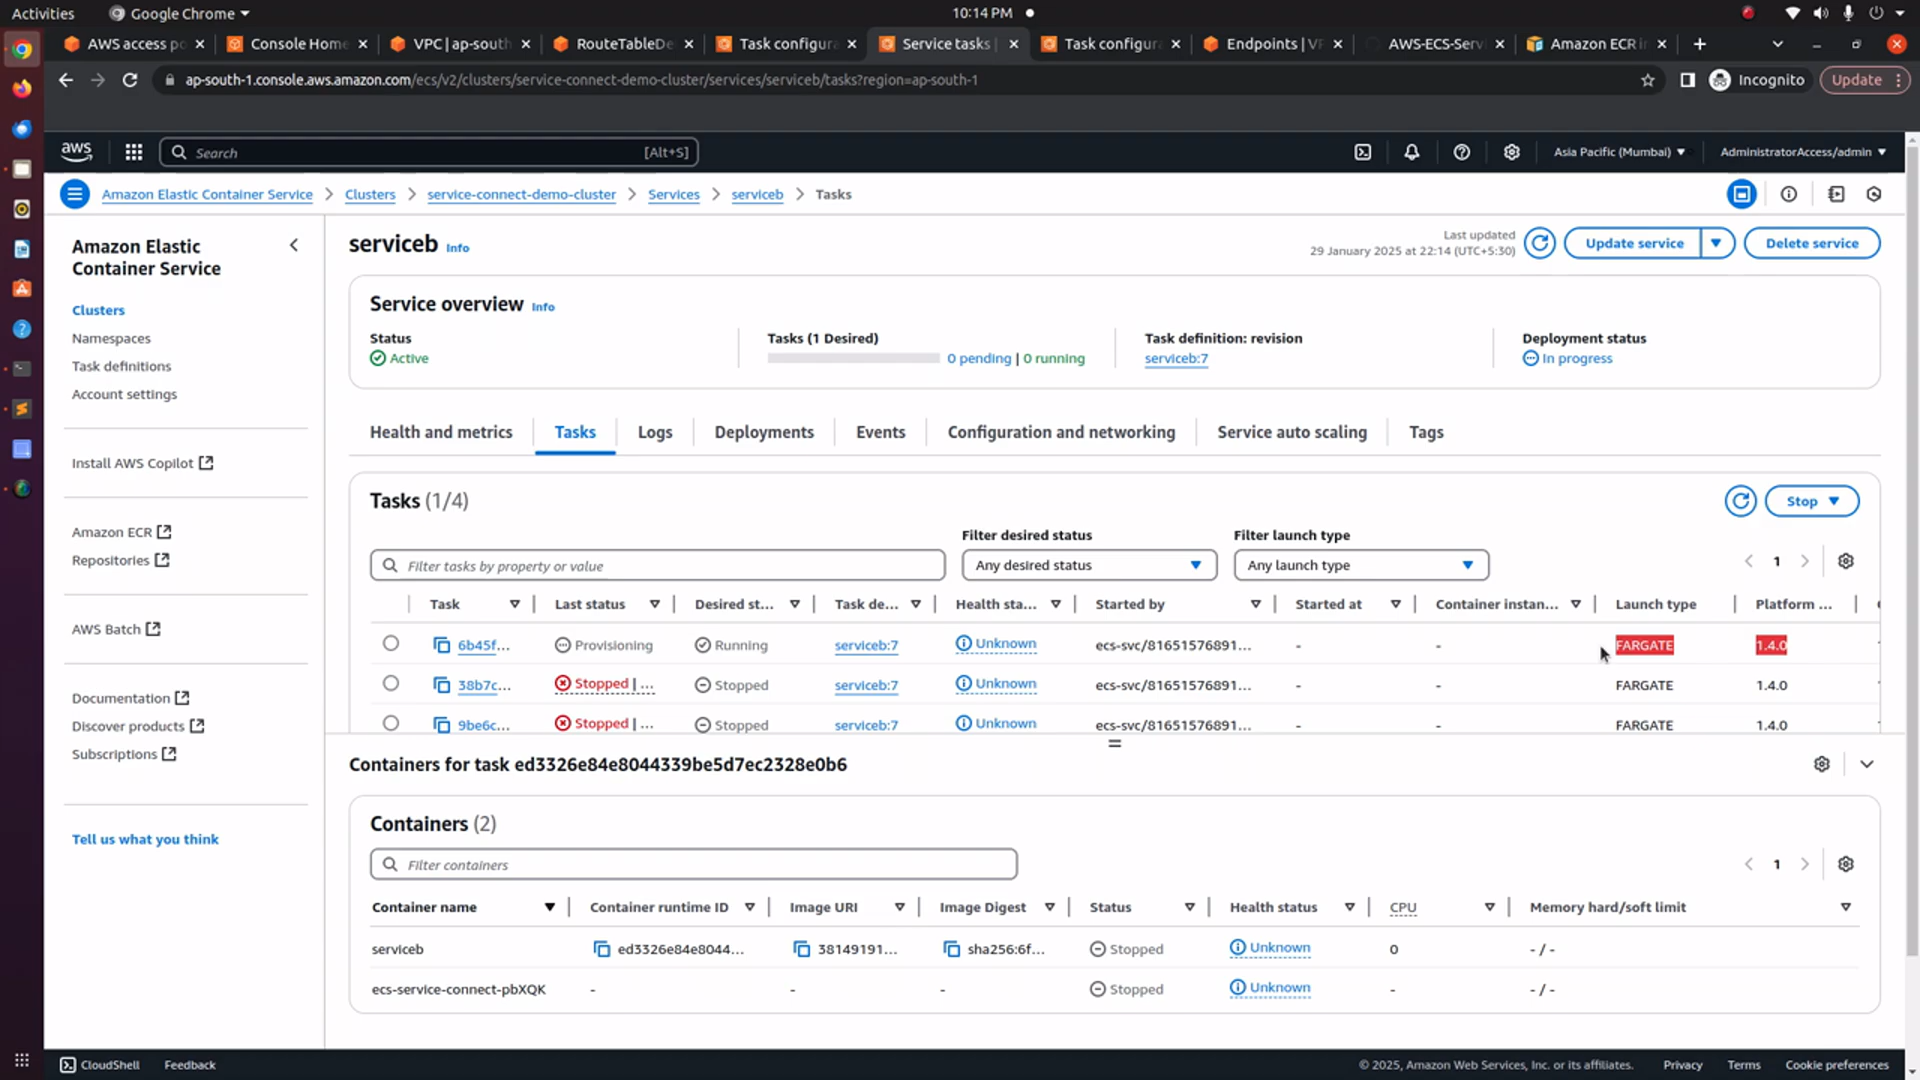 Activities Google Chrome 10:14 PM
AWS access po Console Home VPC | ap-south RouteTableDe Task configura Service tasks | Task configura Endpoints | VP AWS-ECS-Serv Amazon ECR in
ap-south-1.console.aws.amazon.com/ecs/v2/clusters/service-connect-demo-cluster/services/serviceb/tasks?region=ap-south-1 Incognito Update
aws Search [Alt+S] Asia Pacific (Mumbai) AdministratorAccess/admin
Amazon Elastic Container Service Clusters service-connect-demo-cluster Services serviceb Tasks
Amazon Elastic
Container Service
Clusters
Namespaces
Task definitions
Account settings
Install AWS Copilot
Amazon ECR
Repositories
AWS Batch
Documentation
Discover products
Subscriptions
Tell us what you think
serviceb Info
Last updated
29 January 2025 at 22:14 (UTC+5:30)
Update service Delete service
Service overview Info
Status Tasks (1 Desired) Task definition: revision Deployment status
Active 0 pending | 0 running serviceb:7 In progress
Health and metrics Tasks Logs Deployments Events Configuration and networking Service auto scaling Tags
Tasks (1/4) Stop
Filter desired status Filter launch type
Filter tasks by property or value Any desired status Any launch type 1
Task Last status Desired st... Task de... Health sta... Started by Started at Container instan... Launch type Platform ...
6b45f... Provisioning Running serviceb:7 Unknown ecs-svc/81651576891... - - FARGATE 1.4.0
38b7c... Stopped | ... Stopped serviceb:7 Unknown ecs-svc/81651576891... - - FARGATE 1.4.0
9be6c... Stopped | ... Stopped serviceb:7 Unknown ecs-svc/81651576891... - - FARGATE 1.4.0
Containers for task ed3326e84e8044339be5d7ec2328e0b6
Containers (2)
Filter containers 1
Container name Container runtime ID Image URI Image Digest Status Health status CPU Memory hard/soft limit
serviceb ed3326e84e8044... 38149191... sha256:6f... Stopped Unknown 0 - / -
ecs-service-connect-pbXQK - - - Stopped Unknown - - / -
CloudShell Feedback © 2025, Amazon Web Services, Inc. or its affiliates. Privacy Terms Cookie preferences